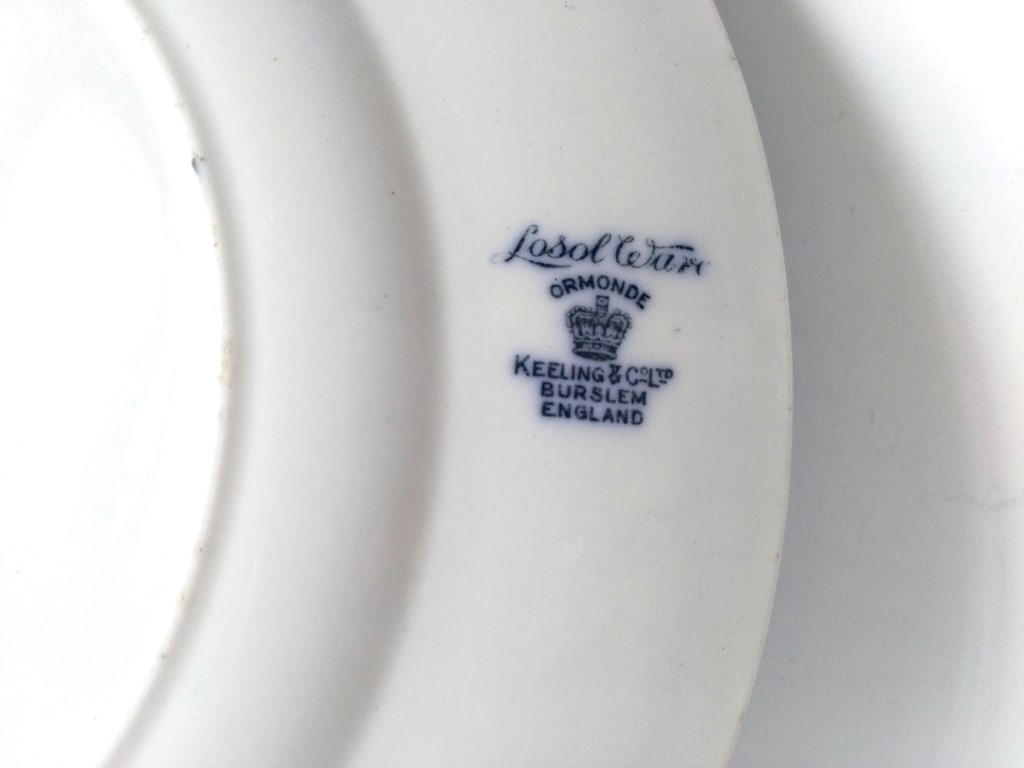 Losol Ware
ORMONDE
KEELING & CO LTD
BURSLEM
ENGLAND